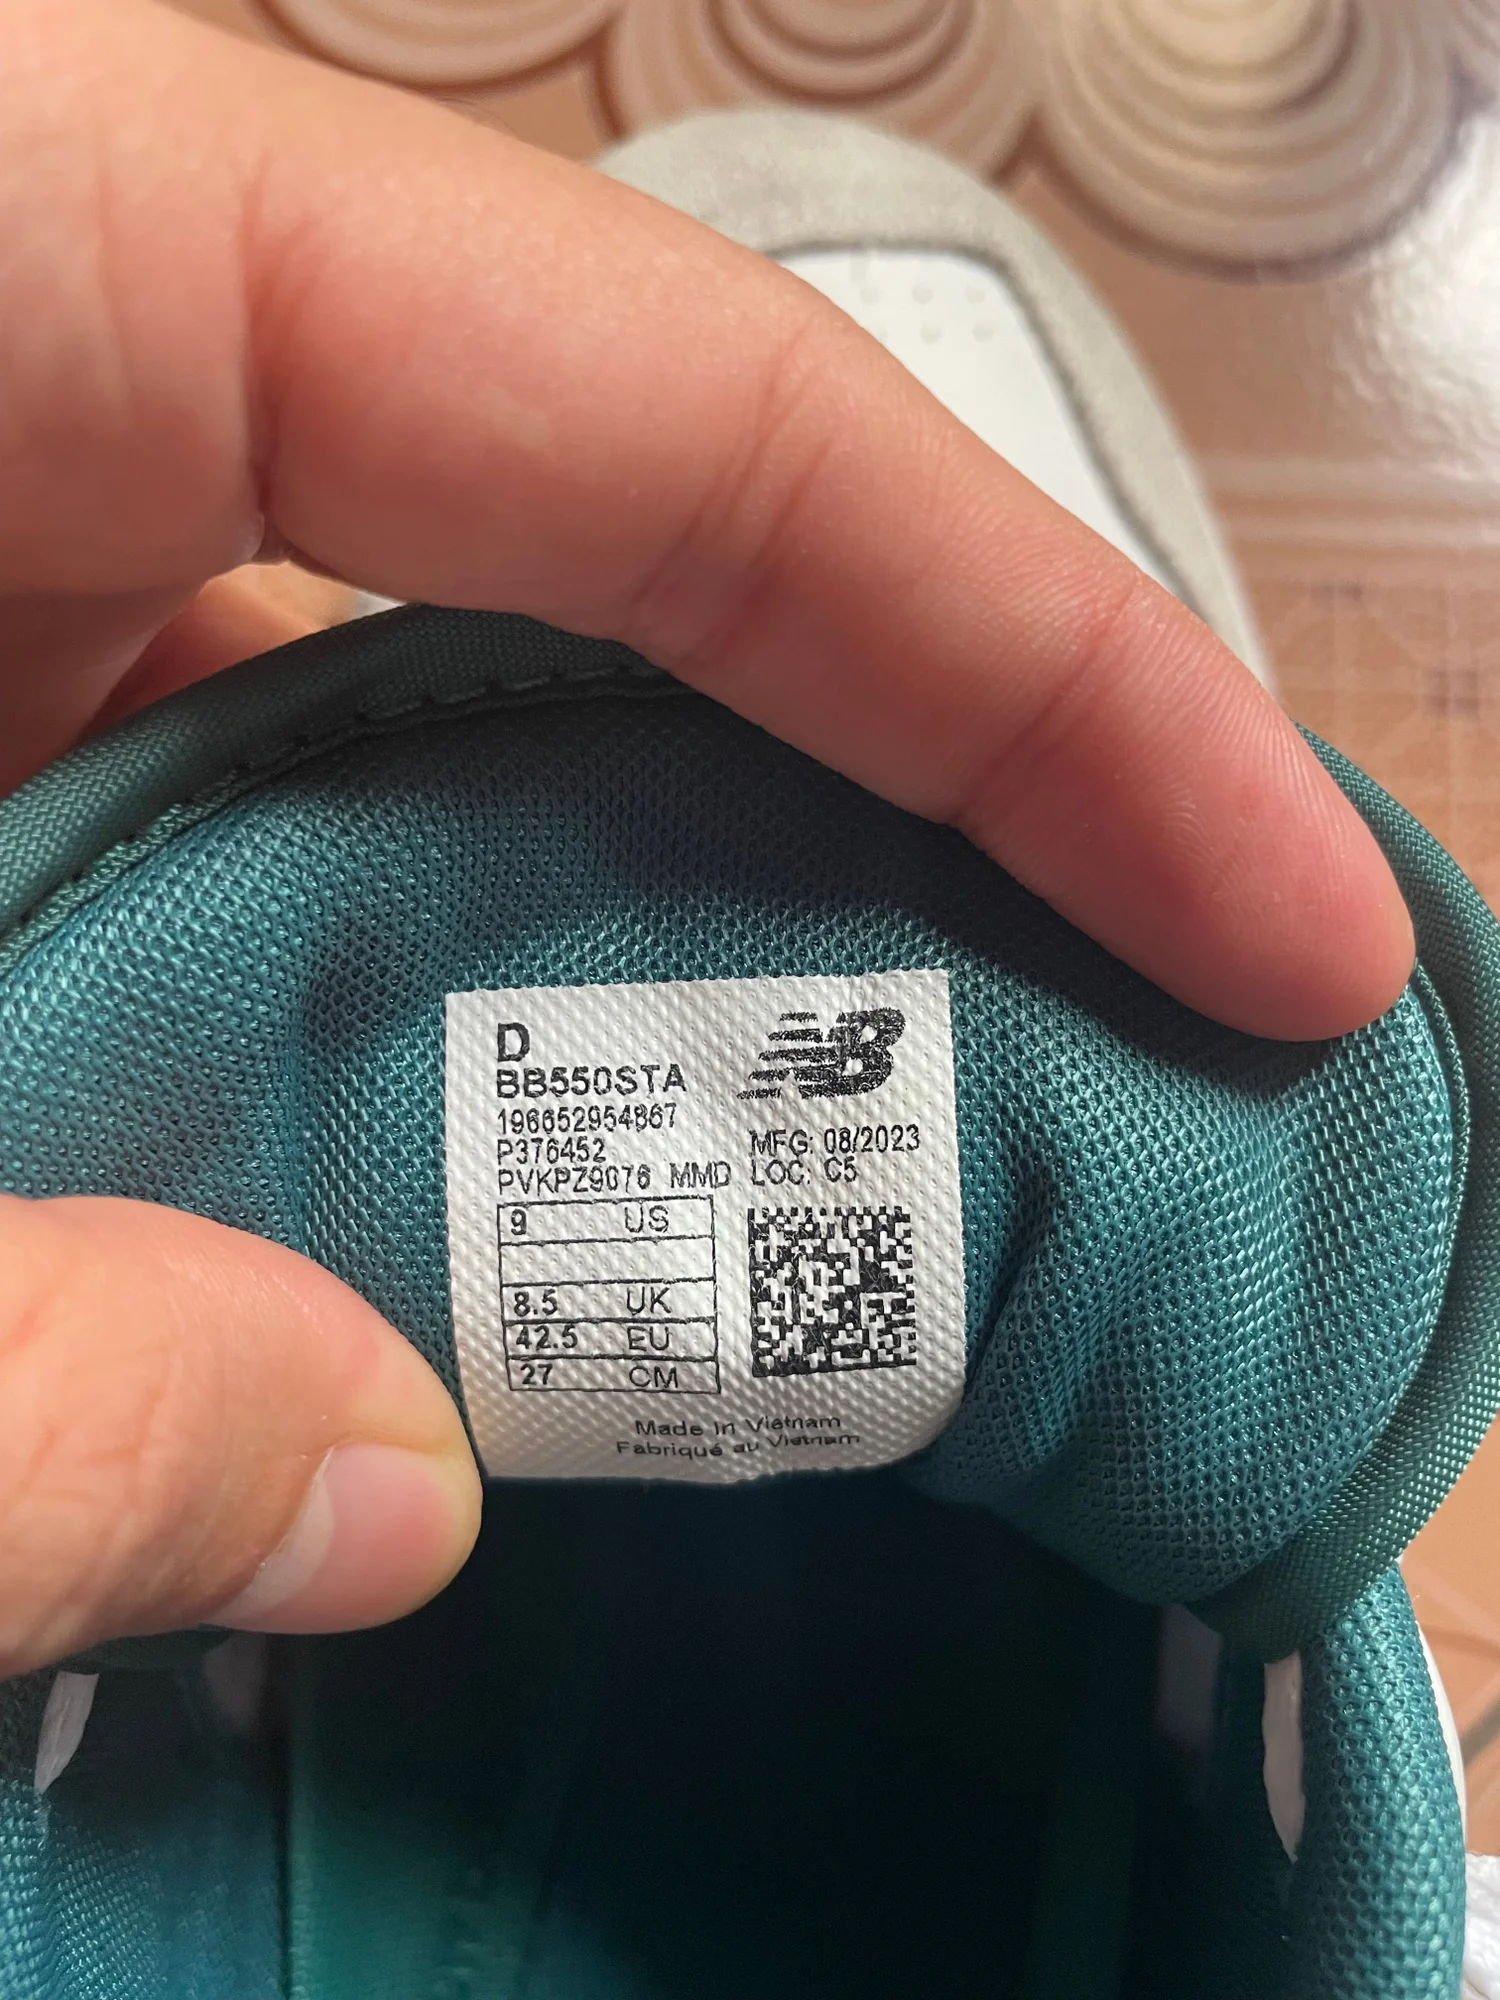 D
NB
BB550STA
196652954867
P376452
MFG: 08/2023
PVKPZ9076 MMD
LOC: C5
9 US
8.5 UK
42.5 EU
27 CM
Made In Vietnam
Fabriqué au Vietnam